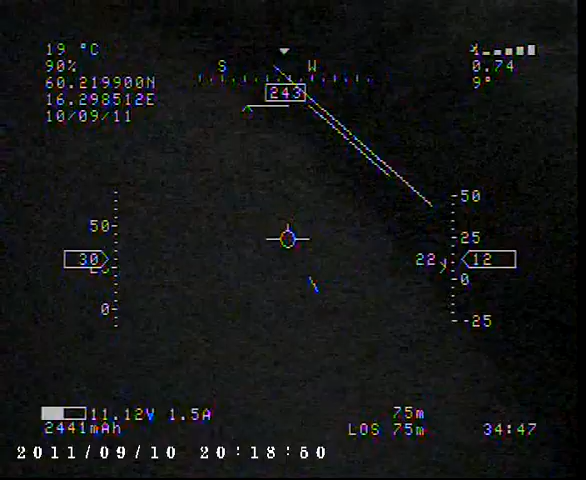 19 °C
90%
60.219900N
16.298512E
10/09/11
S W
243
0.74
9°
50
30
0
50
25
22 12
0
-25
11.12V 1.5A
2441mAh
75m
LOS 75m
34:47
2011/09/10 20:18:50